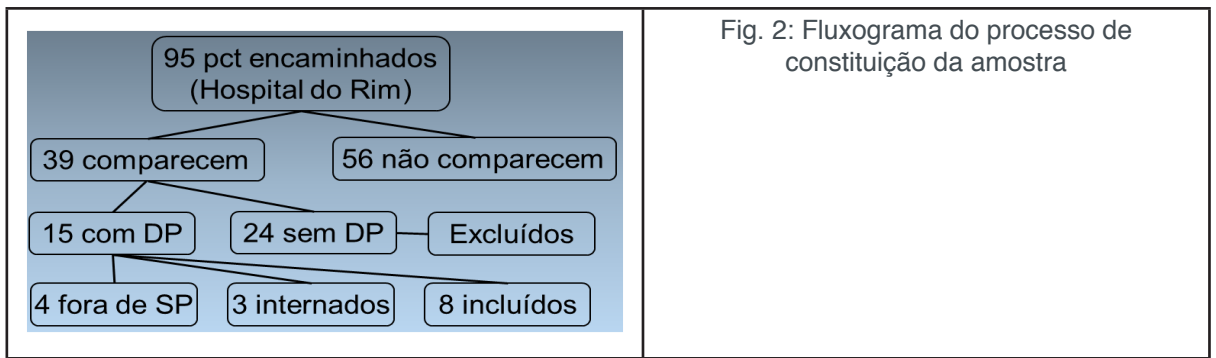 95 pct encaminhados
(Hospital do Rim)
39 comparecem
56 não comparecem
15 com DP
24 sem DP
Excluídos
4 fora de SP
3 internados
8 incluídos
Fig. 2: Fluxograma do processo de
constituição da amostra